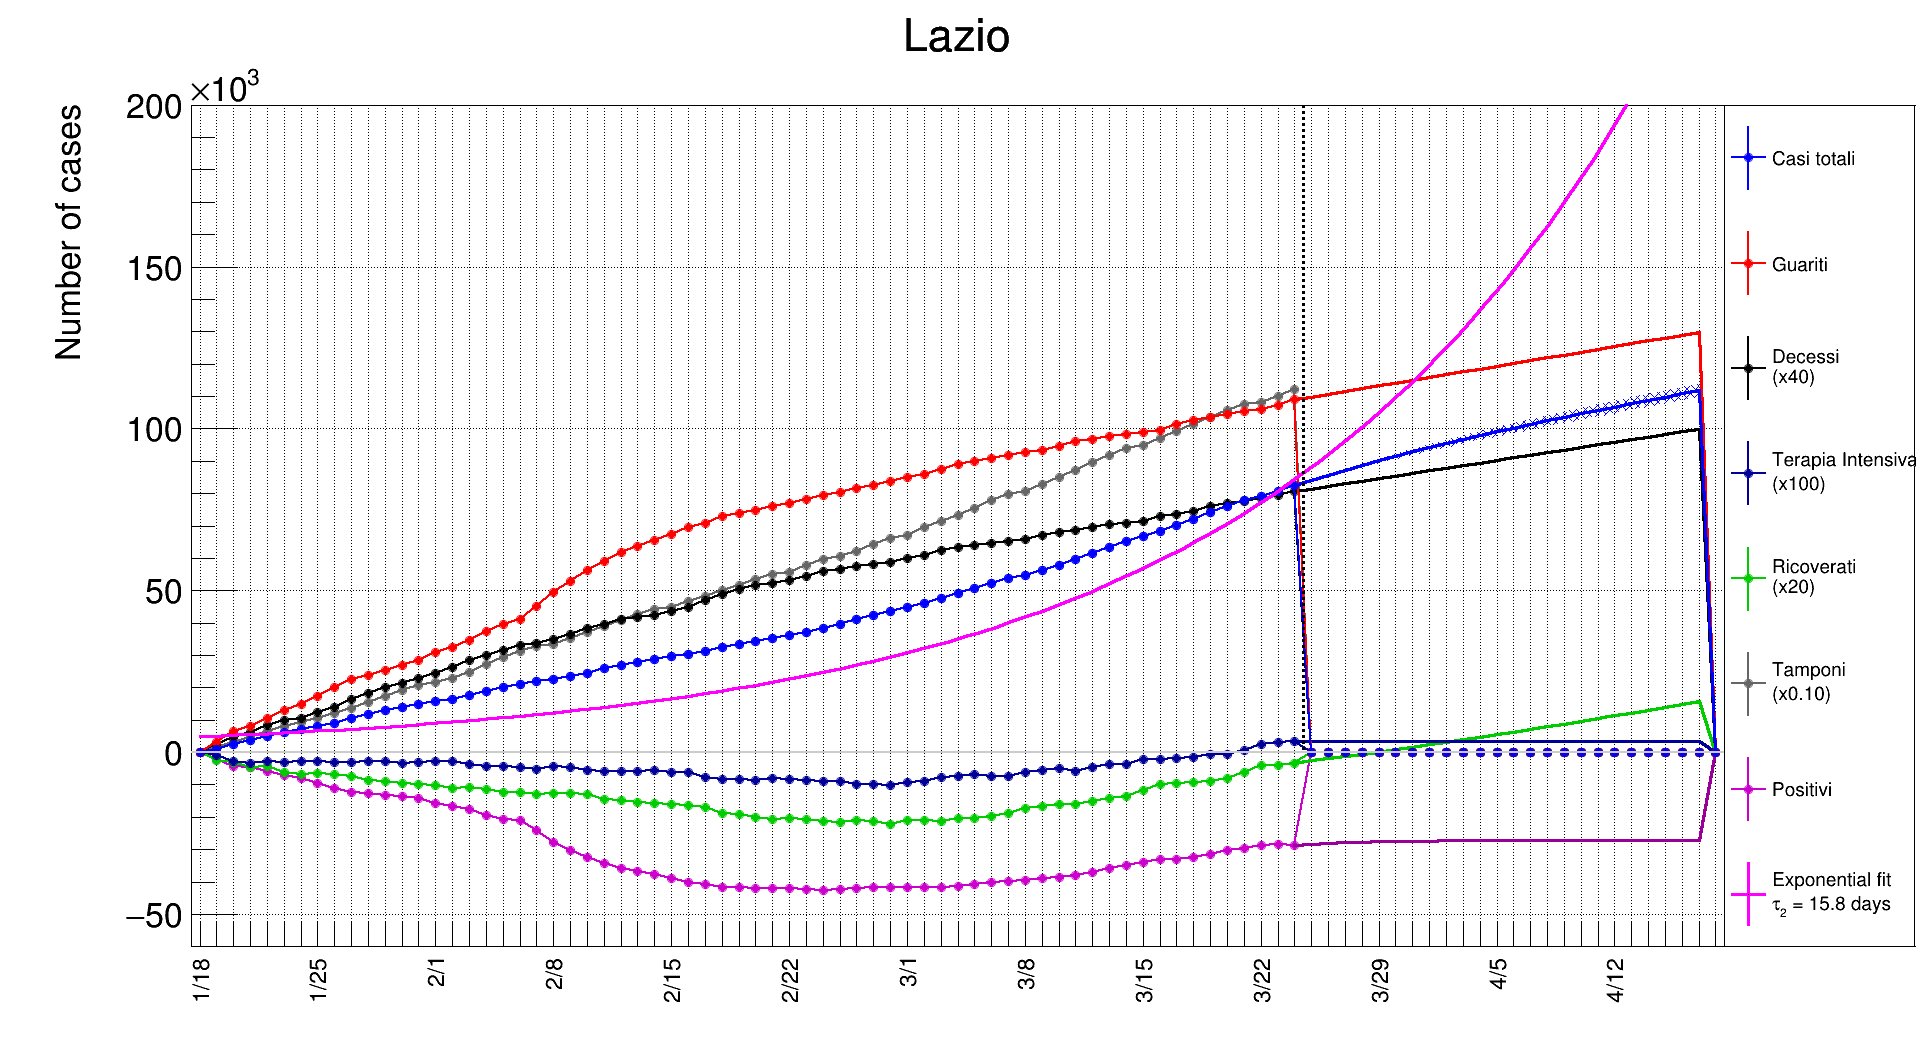 Lazio
×10³
Number of cases
200
150
100
50
0
−50
1/18
1/25
2/1
2/8
2/15
2/22
3/1
3/8
3/15
3/22
3/29
4/5
4/12
Casi totali
Guariti
Decessi
(x40)
Terapia Intensiva
(x100)
Ricoverati
(x20)
Tamponi
(x0.10)
Positivi
Exponential fit
τ₂ = 15.8 days